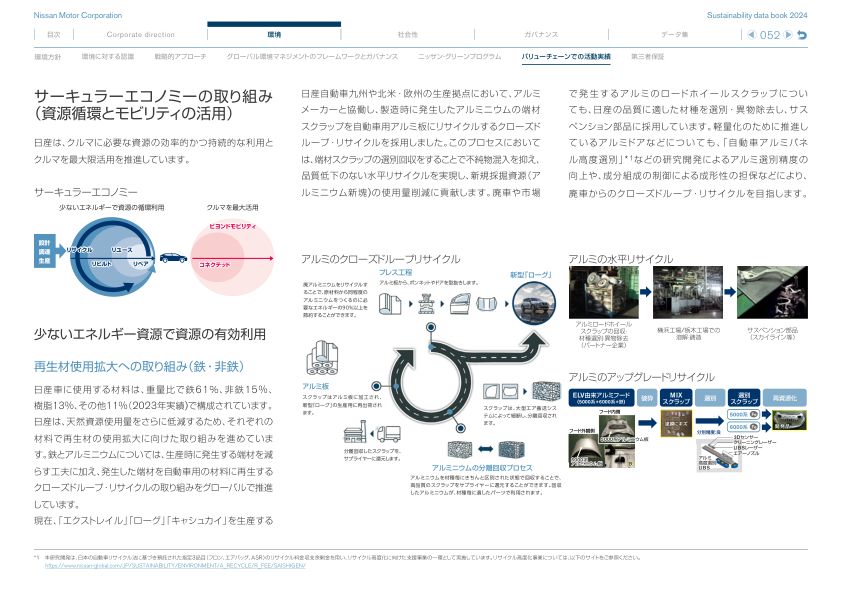 Nissan Motor Corporation
Sustainability data book 2024
目次
Corporate direction
環境
社会性
ガバナンス
データ集
052
環境方針
環境に対する認識
戦略的アプローチ
グローバル環境マネジメントのフレームワークとガバナンス
ニッサン・グリーンプログラム
バリューチェーンでの活動実績
第三者保証
サーキュラーエコノミーの取り組み
（資源循環とモビリティの活用）
日産は、クルマに必要な資源の効率的かつ持続的な利用と
クルマを最大限活用を推進しています。
サーキュラーエコノミー
少ないエネルギーで資源の循環利用
クルマを最大活用
設計
調達
生産
リサイクル
リユース
リビルド
リペア
ビヨンドモビリティ
コネクテッド
少ないエネルギー資源で資源の有効利用
再生材使用拡大への取り組み（鉄・非鉄）
日産車に使用する材料は、重量比で鉄61％、非鉄15％、
樹脂13％、その他11％（2023年実績）で構成されています。
日産は、天然資源使用量をさらに低減するため、それぞれの
材料で再生材の使用拡大に向けた取り組みを進めていま
す。鉄とアルミニウムについては、生産時に発生する端材を減
らす工夫に加え、発生した端材を自動車用の材料に再生する
クローズドループ・リサイクルの取り組みをグローバルで推進
しています。
現在、「エクストレイル」「ローグ」「キャシュカイ」を生産する
日産自動車九州や北米・欧州の生産拠点において、アルミ
メーカーと協働し、製造時に発生したアルミニウムの端材
スクラップを自動車用アルミ板にリサイクルするクローズド
ループ・リサイクルを採用しました。このプロセスにおいて
は、端材スクラップの選別回収をすることで不純物混入を抑え、
品質低下のない水平リサイクルを実現し、新規採掘資源（ア
ルミニウム新塊）の使用量削減に貢献します。廃車や市場
で発生するアルミのロードホイールスクラップについ
ても、日産の品質に適した材種を選別・異物除去し、サス
ペンション部品に採用しています。軽量化のために推進し
ているアルミドアなどについても、「自動車アルミパネ
ル高度選別」*1などの研究開発によるアルミ選別精度の
向上や、成分組成の制御による成形性の担保などにより、
廃車からのクローズドループ・リサイクルを目指します。
アルミのクローズドループリサイクル
廃アルミニウムをリサイクルす
ることで、原材料から同程度の
アルミニウムをつくるのに必
要なエネルギーの90％以上を
節約することができます。
プレス工程
アルミ板から、ボンネットやドアを型抜きします。
新型「ローグ」
アルミ板
スクラップはアルミ板に加工され、
新型「ローグ」の生産用に再出荷され
ます。
スクラップは、大型エア搬送シス
テムによって細断し、分離回収されま
す。
分離回収したスクラップを、
サプライヤーに還元します。
アルミニウムの分離回収プロセス
アルミニウムを材種毎にきちんと区別された状態で回収することで、
高品質のスクラップをサプライヤーに還元することができます。回収
したアルミニウムが、材種毎に適したパーツで利用されます。
アルミの水平リサイクル
アルミロードホイール
スクラップの回収・
材種選別・異物除去
（パートナー企業）
横浜工場/栃木工場での
溶解・鋳造
サスペンション部品
（スカイライン等）
アルミのアップグレードリサイクル
ELV由来アルミフード
(5000系+6000系+鉄)
破砕
MIX
スクラップ
選別
選別
スクラップ
再資源化
フード内側
フード外観側
分別精度:良
5000系
6000系
3Dセンサー
クリーニングレーザー
LIBSレーザー
エアーノズル
アルミ
高度選別
LIBS
*1 本研究開発は、日本の自動車リサイクル法に基づき預託された指定3品目（フロン、エアバッグ、ASR）のリサイクル料金収支余剰金を用い、リサイクル高度化に向けた支援事業の一環として実施しています。リサイクル高度化事業については、以下のサイトをご参照ください。
https://www.nissan-global.com/JP/SUSTAINABILITY/ENVIRONMENT/A_RECYCLE/R_FEE/SAISHIGEN/